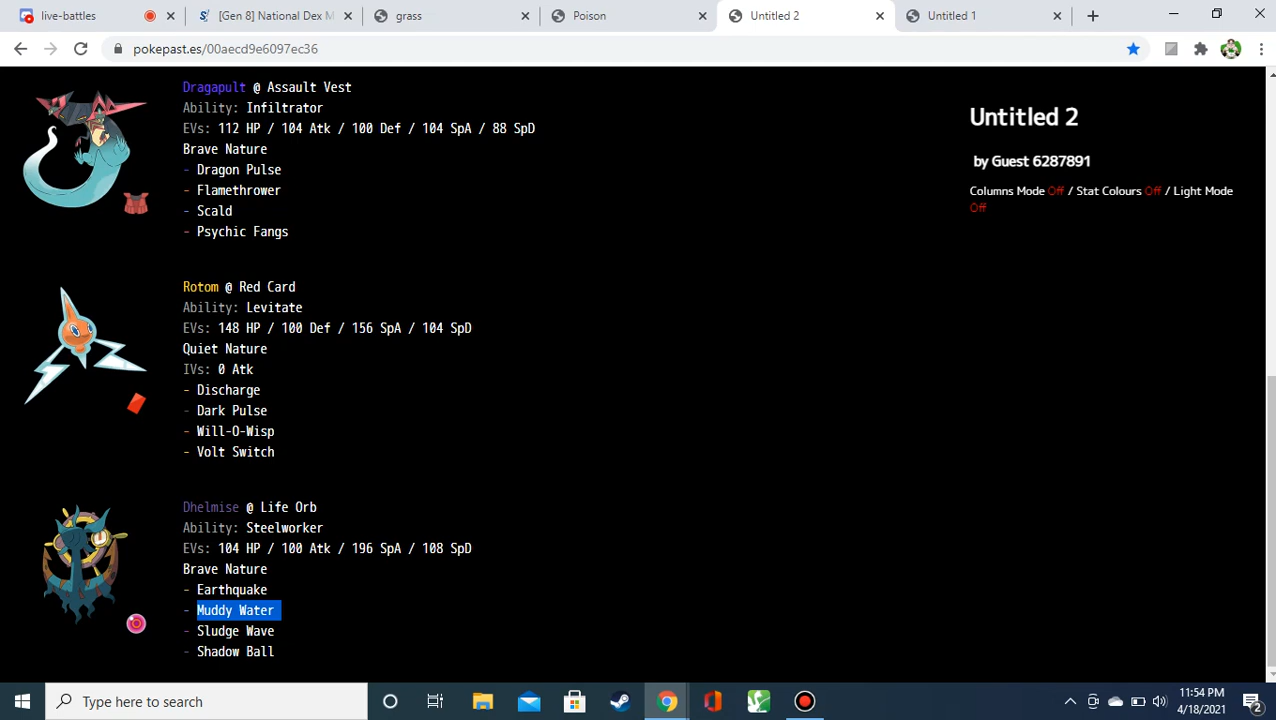 live-battles
[Gen 8] National Dex M
grass
Poison
Untitled 2
Untitled 1
pokepast.es/00aecd9e6097ec36
Dragapult @ Assault Vest
Ability: Infiltrator
EVs: 112 HP / 104 Atk / 100 Def / 104 SpA / 88 SpD
Brave Nature
- Dragon Pulse
- Flamethrower
- Scald
- Psychic Fangs
Rotom @ Red Card
Ability: Levitate
EVs: 148 HP / 100 Def / 156 SpA / 104 SpD
Quiet Nature
IVs: 0 Atk
- Discharge
- Dark Pulse
- Will-O-Wisp
- Volt Switch
Dhelmise @ Life Orb
Ability: Steelworker
EVs: 104 HP / 100 Atk / 196 SpA / 108 SpD
Brave Nature
- Earthquake
- Muddy Water
- Sludge Wave
- Shadow Ball
Untitled 2
by Guest 6287891
Columns Mode Off / Stat Colours Off / Light Mode
Off
Type here to search
11:54 PM
4/18/2021
2